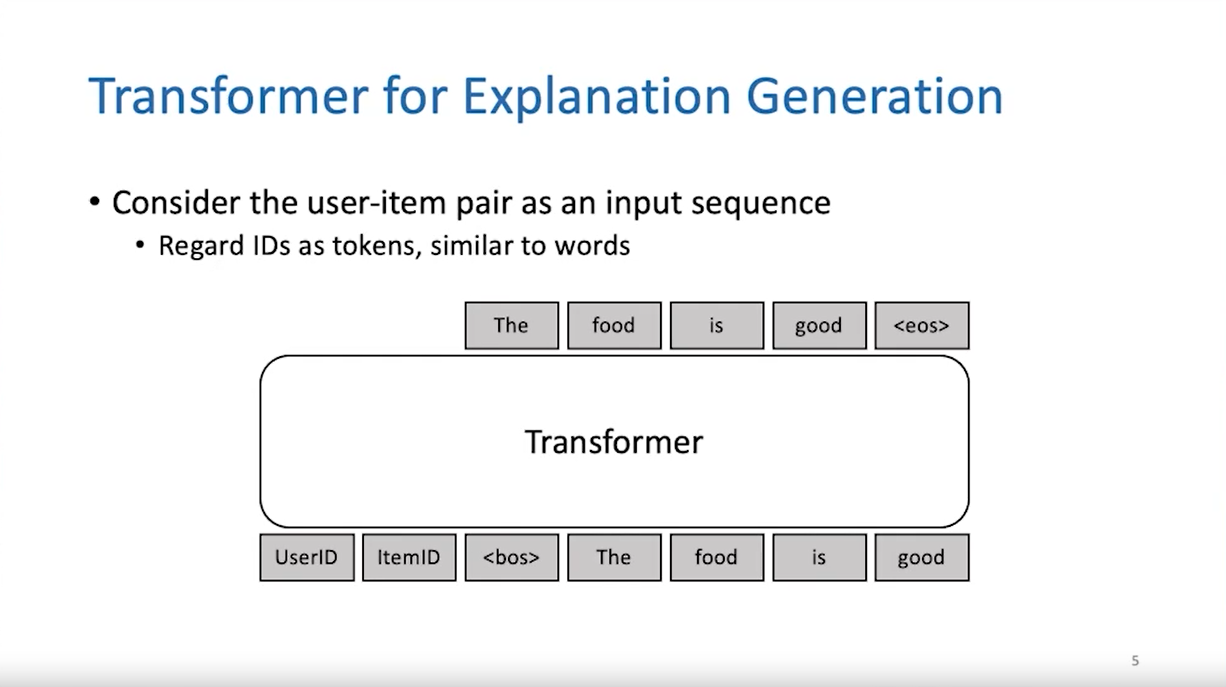 Transformer for Explanation Generation
• Consider the user-item pair as an input sequence
• Regard IDs as tokens, similar to words
The food is good <eos>
Transformer
UserID ItemID <bos> The food is good
5